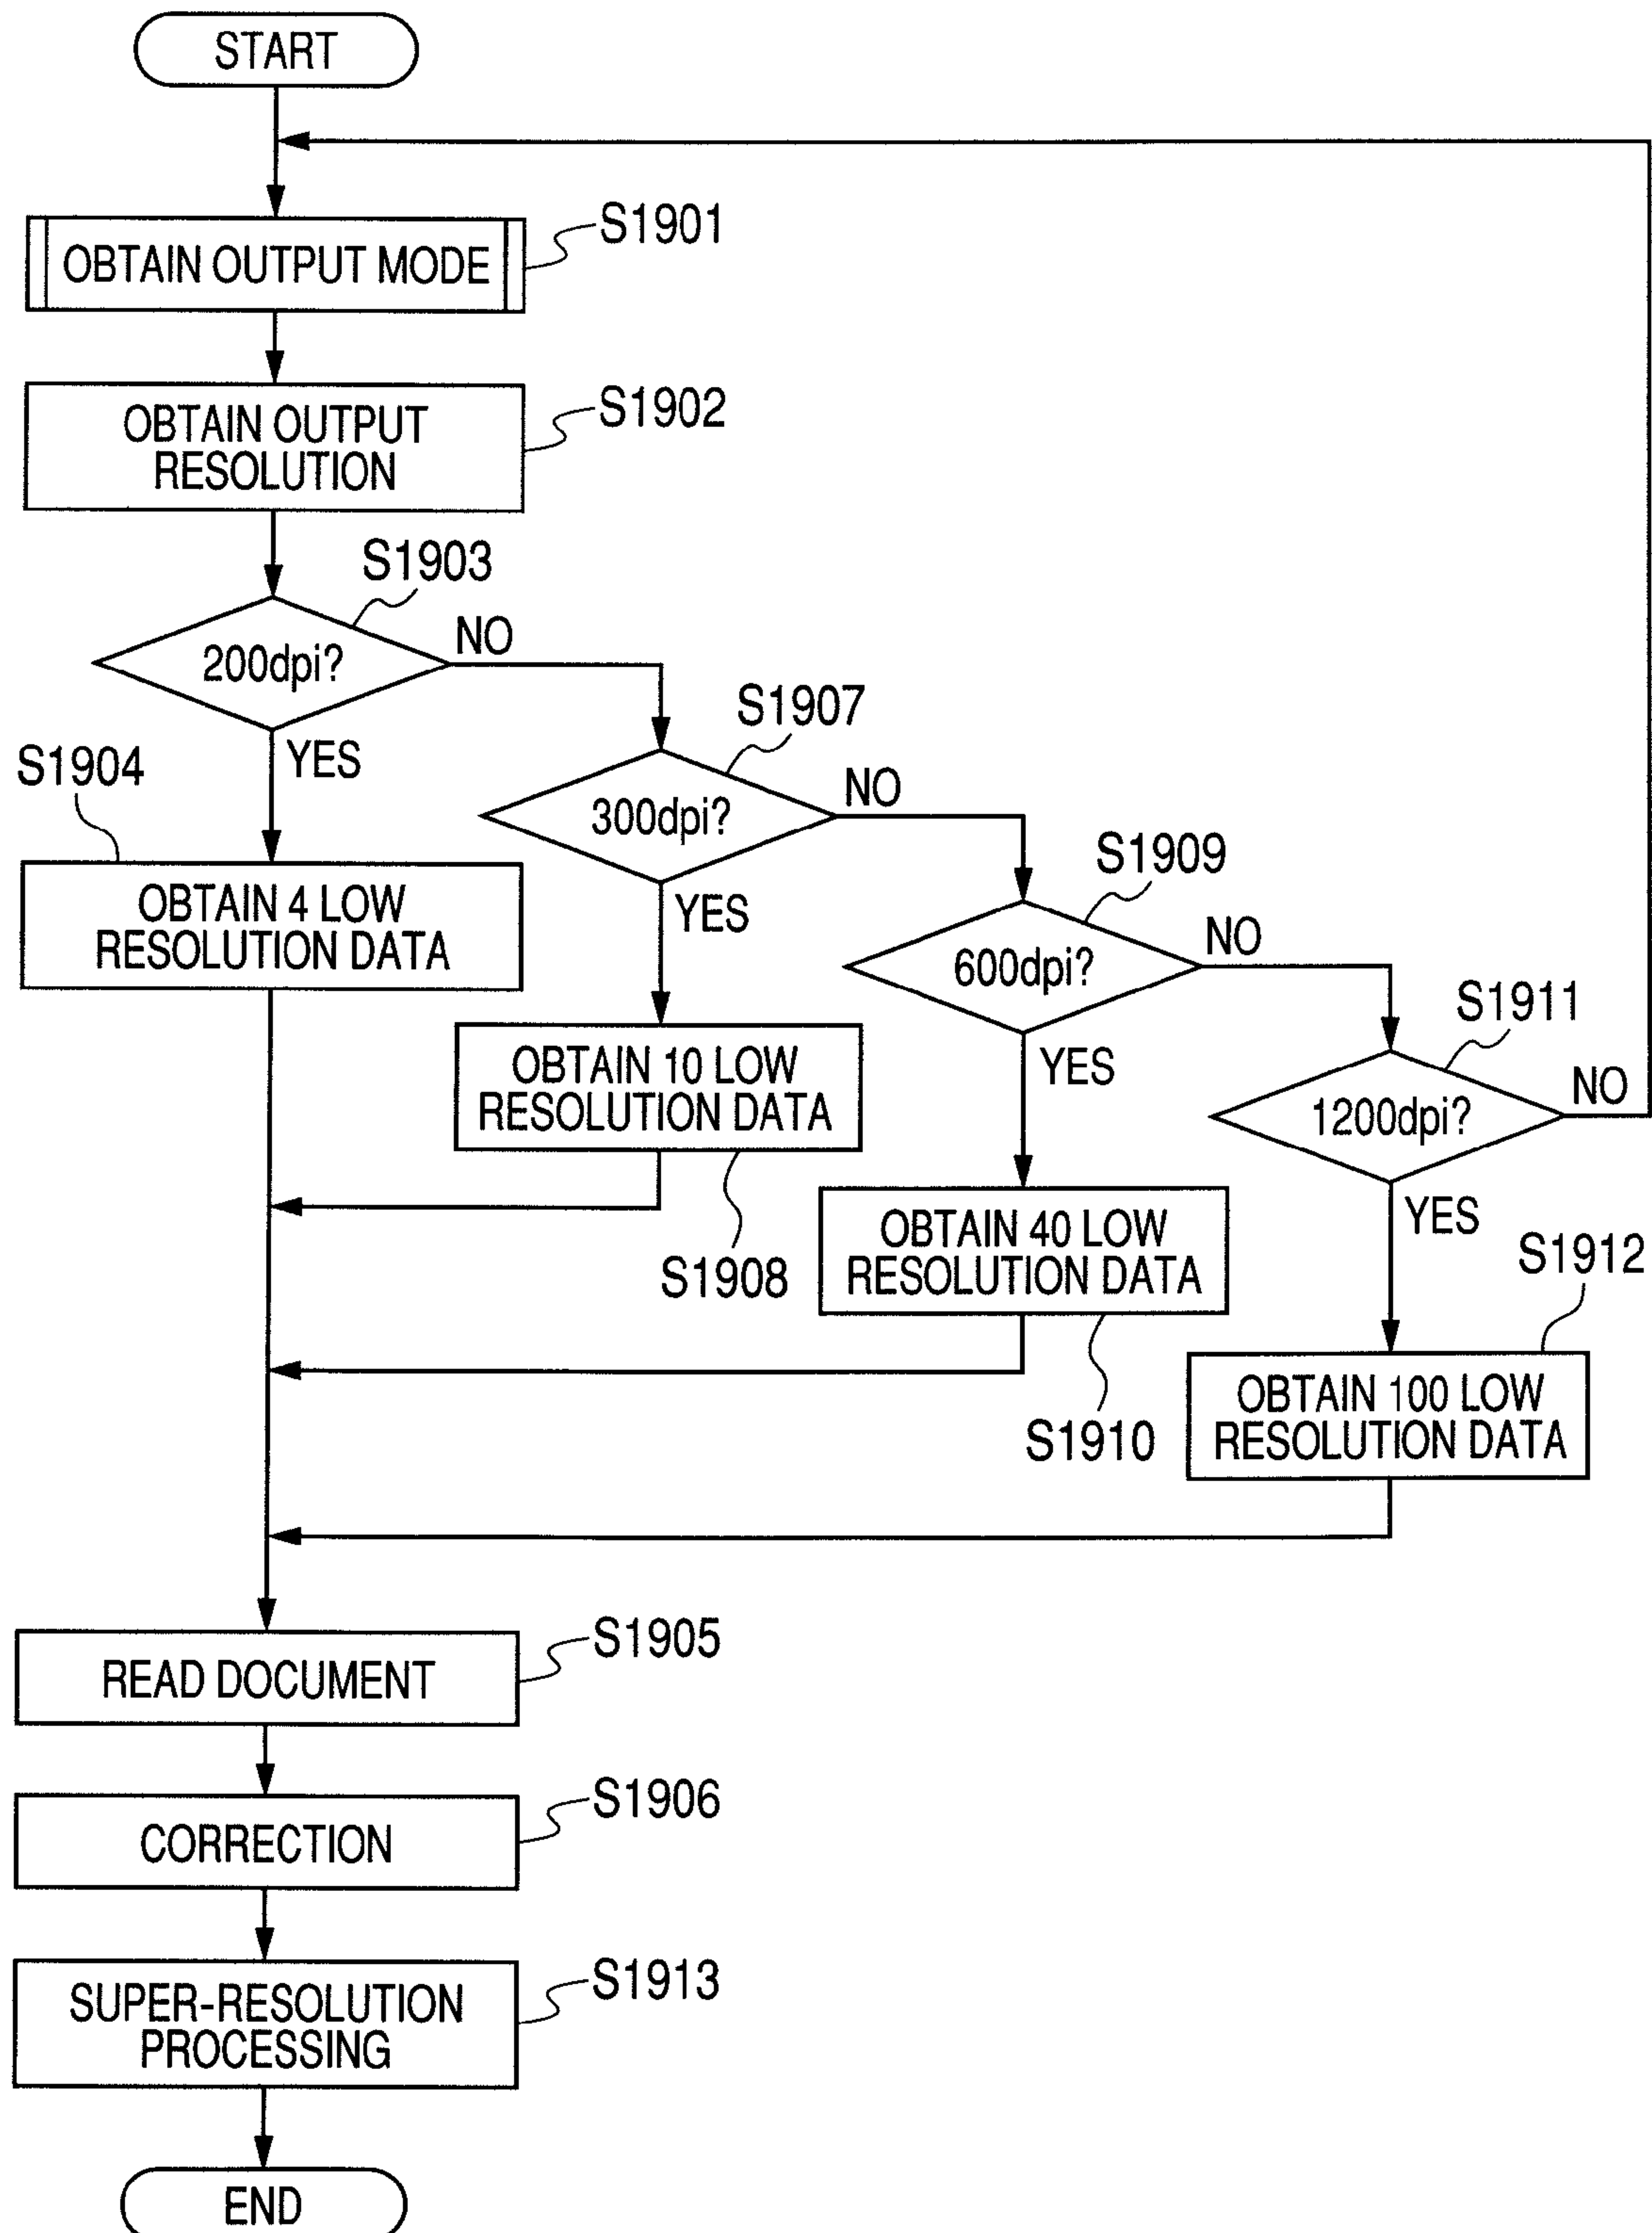 START
OBTAIN OUTPUT MODE
S1901
OBTAIN OUTPUT
RESOLUTION
S1902
S1903
200dpi?
NO
YES
S1904
OBTAIN 4 LOW
RESOLUTION DATA
S1907
300dpi?
NO
YES
OBTAIN 10 LOW
RESOLUTION DATA
S1908
S1909
600dpi?
NO
YES
OBTAIN 40 LOW
RESOLUTION DATA
S1910
S1911
1200dpi?
NO
YES
S1912
OBTAIN 100 LOW
RESOLUTION DATA
READ DOCUMENT
S1905
CORRECTION
S1906
SUPER-RESOLUTION
PROCESSING
S1913
END